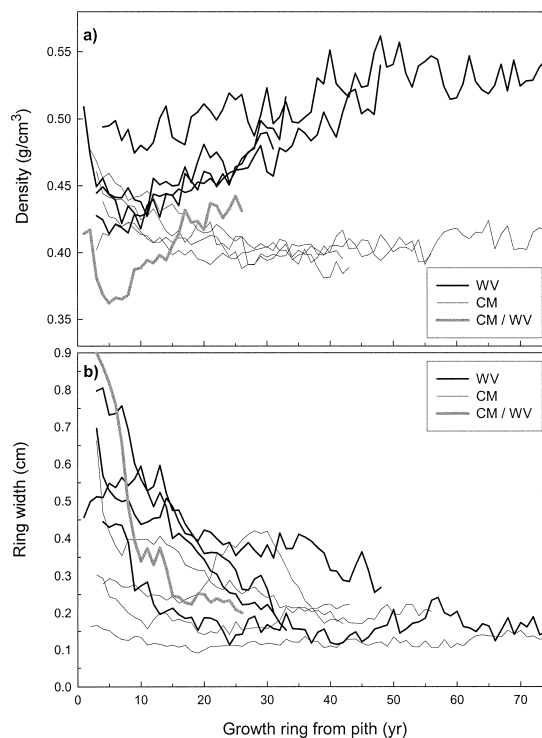 a)
Density (g/cm³)
0.55
0.50
0.45
0.40
0.35
WV
CM
CM / WV
b)
Ring width (cm)
0.9
0.8
0.7
0.6
0.5
0.4
0.3
0.2
0.1
0.0
WV
CM
CM / WV
0 10 20 30 40 50 60 70
Growth ring from pith (yr)